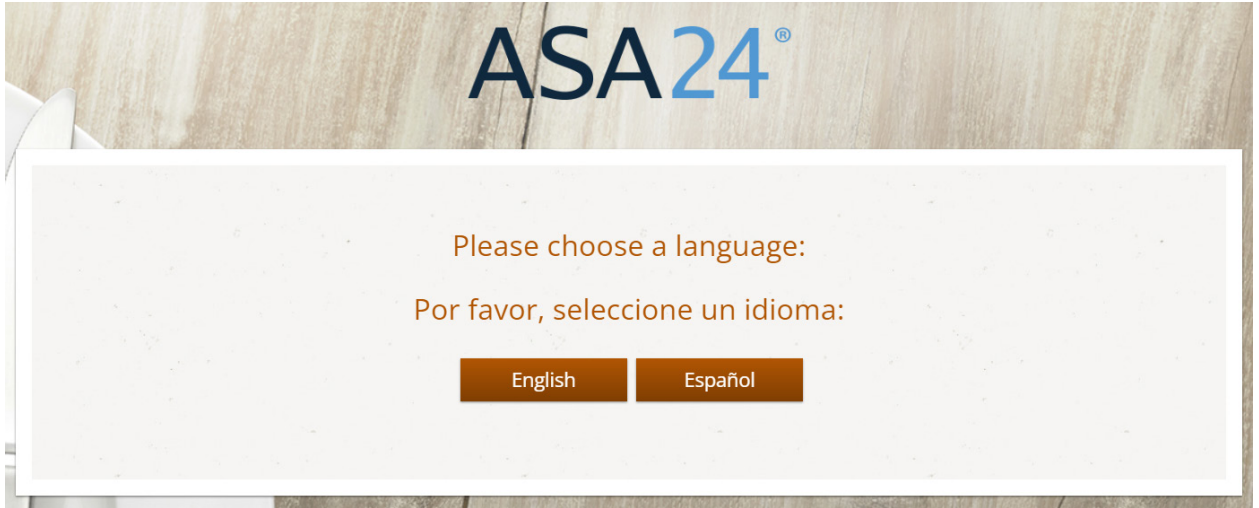 ASA24®
Please choose a language:
Por favor, seleccione un idioma:
English Español